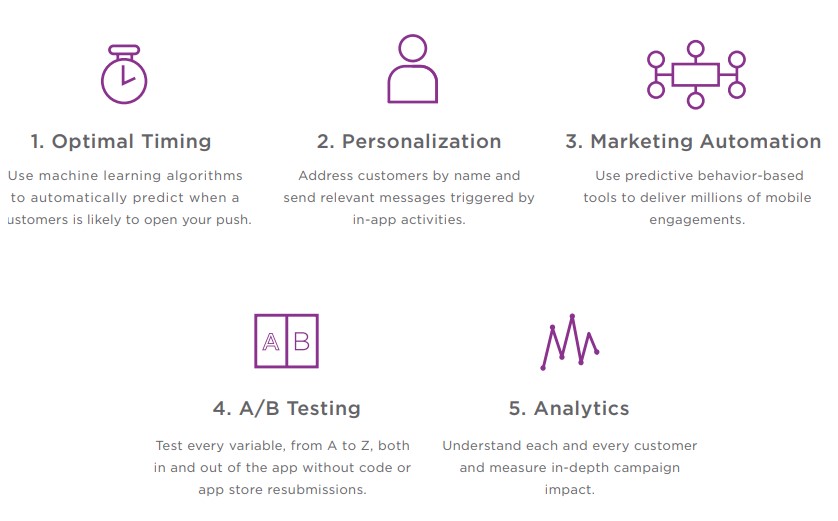 1. Optimal Timing
Use machine learning algorithms
to automatically predict when a
ustomers is likely to open your push.
2. Personalization
Address customers by name and
send relevant messages triggered by
in-app activities.
3. Marketing Automation
Use predictive behavior-based
tools to deliver millions of mobile
engagements.
A B
4. A/B Testing
Test every variable, from A to Z, both
in and out of the app without code or
app store resubmissions.
5. Analytics
Understand each and every customer
and measure in-depth campaign
impact.